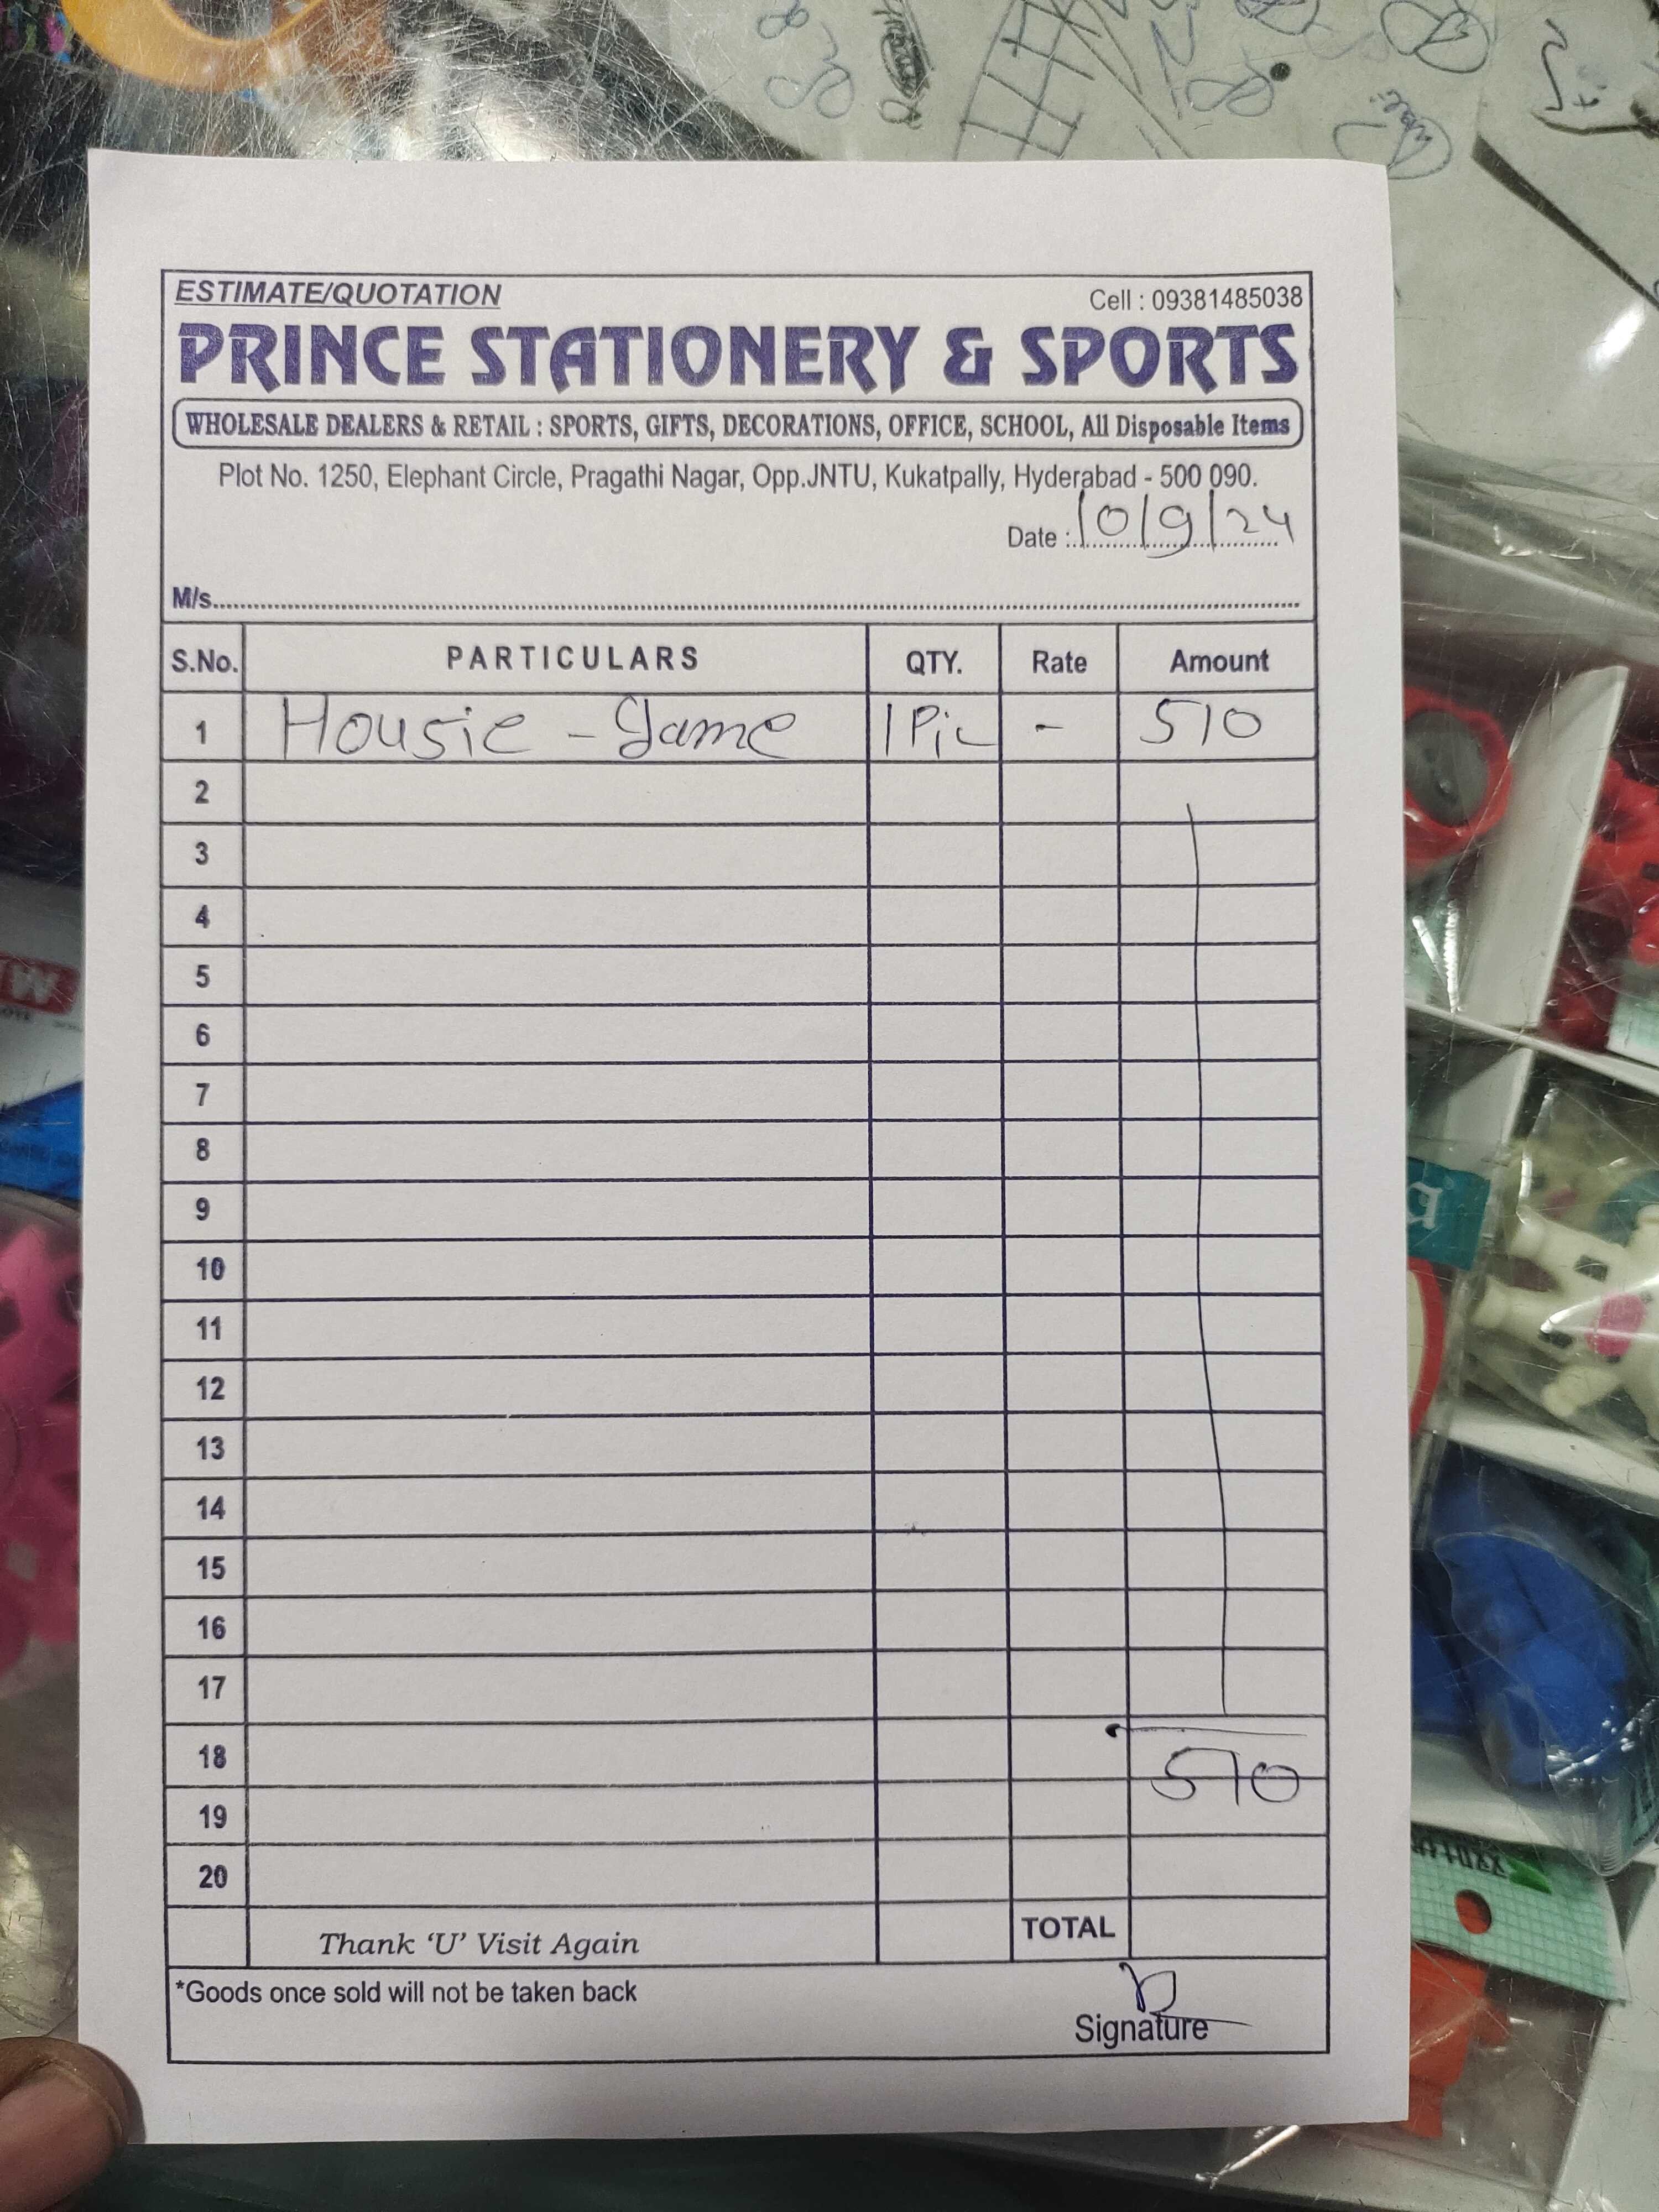 ESTIMATE/QUOTATION Cell : 09381485038
PRINCE STATIONERY & SPORTS
WHOLESALE DEALERS & RETAIL : SPORTS, GIFTS, DECORATIONS, OFFICE, SCHOOL, All Disposable Items
Plot No. 1250, Elephant Circle, Pragathi Nagar, Opp.JNTU, Kukatpally, Hyderabad - 500 090.
Date : 10/9/24
M/s
S.No. PARTICULARS QTY. Rate Amount
1 Housie - Game 1 Pic - 510
2
3
4
5
6
7
8
9
10
11
12
13
14
15
16
17
18 510
19
20
Thank 'U' Visit Again TOTAL
*Goods once sold will not be taken back
Signature